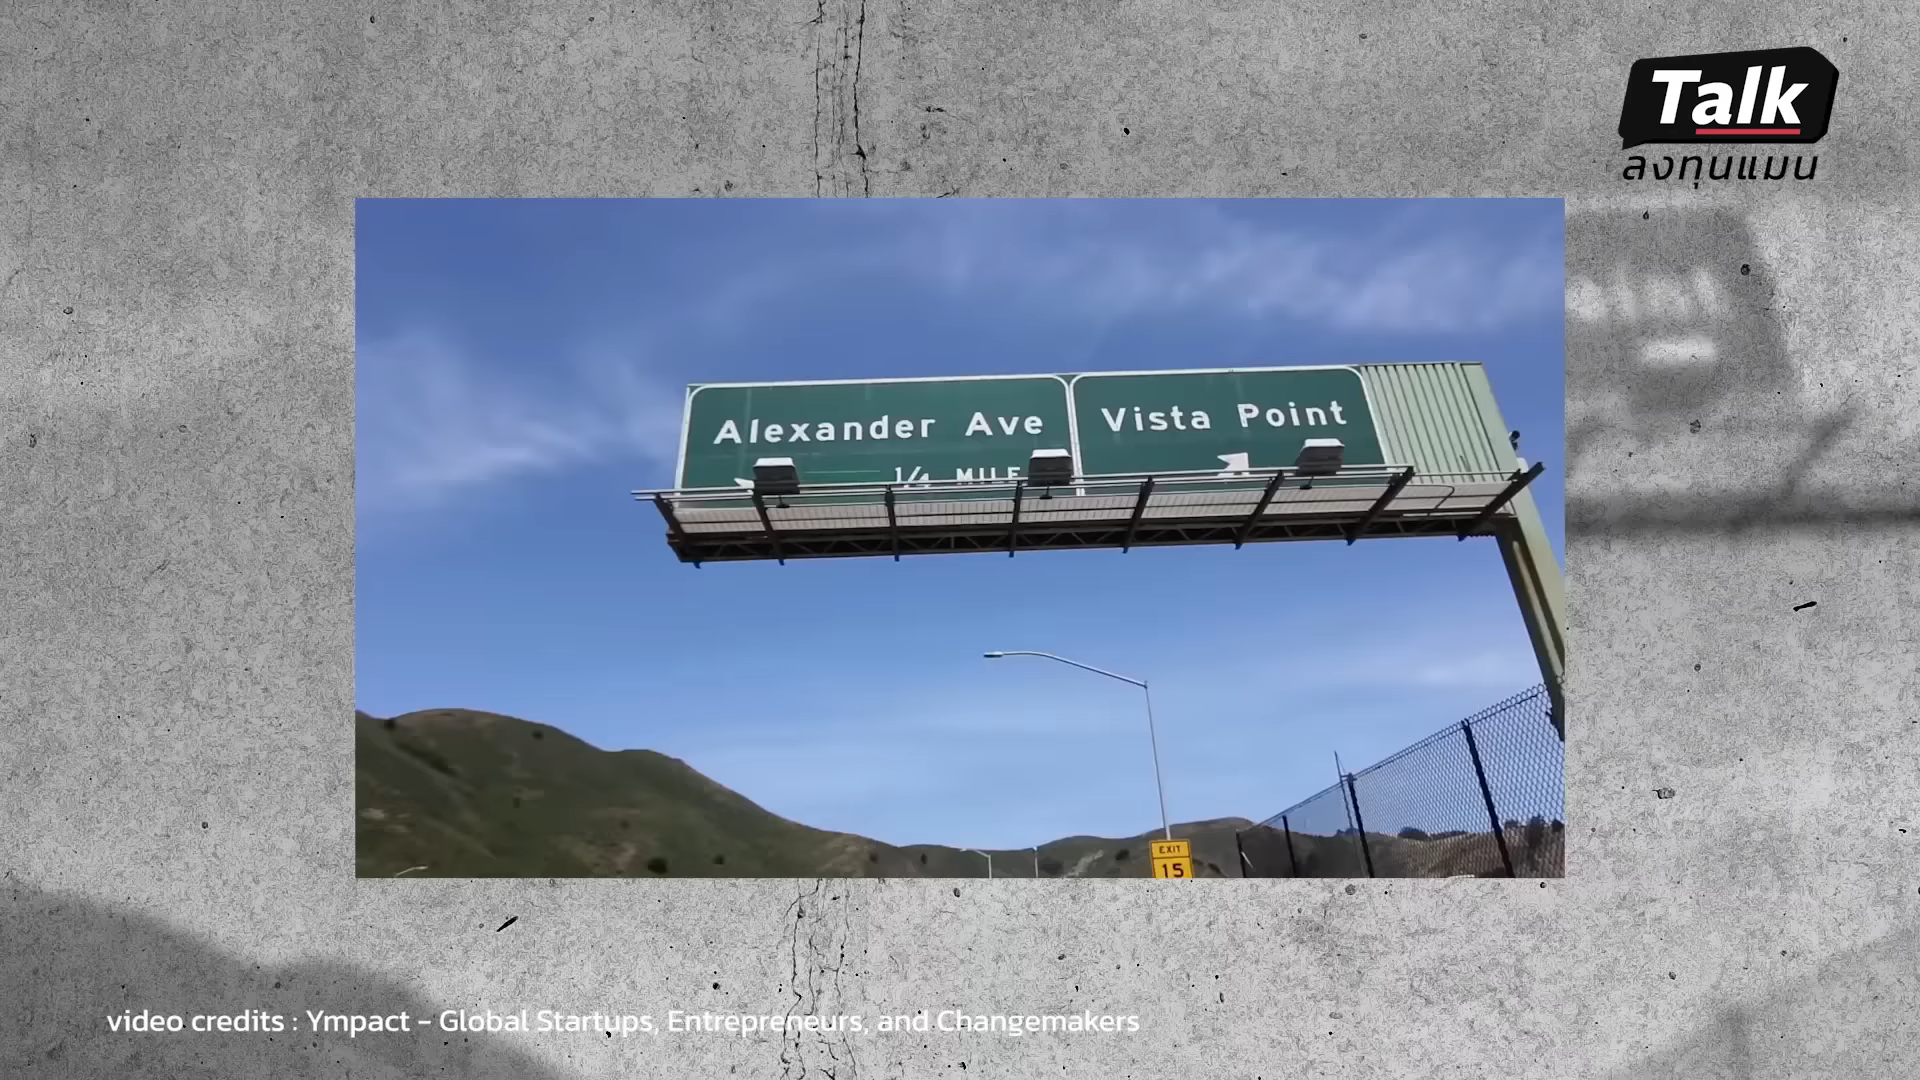 Talk
ลงทุนแมน
Alexander Ave
1/4 MILE
Vista Point
EXIT
15
video credits : Ympact - Global Startups, Entrepreneurs, and Changemakers